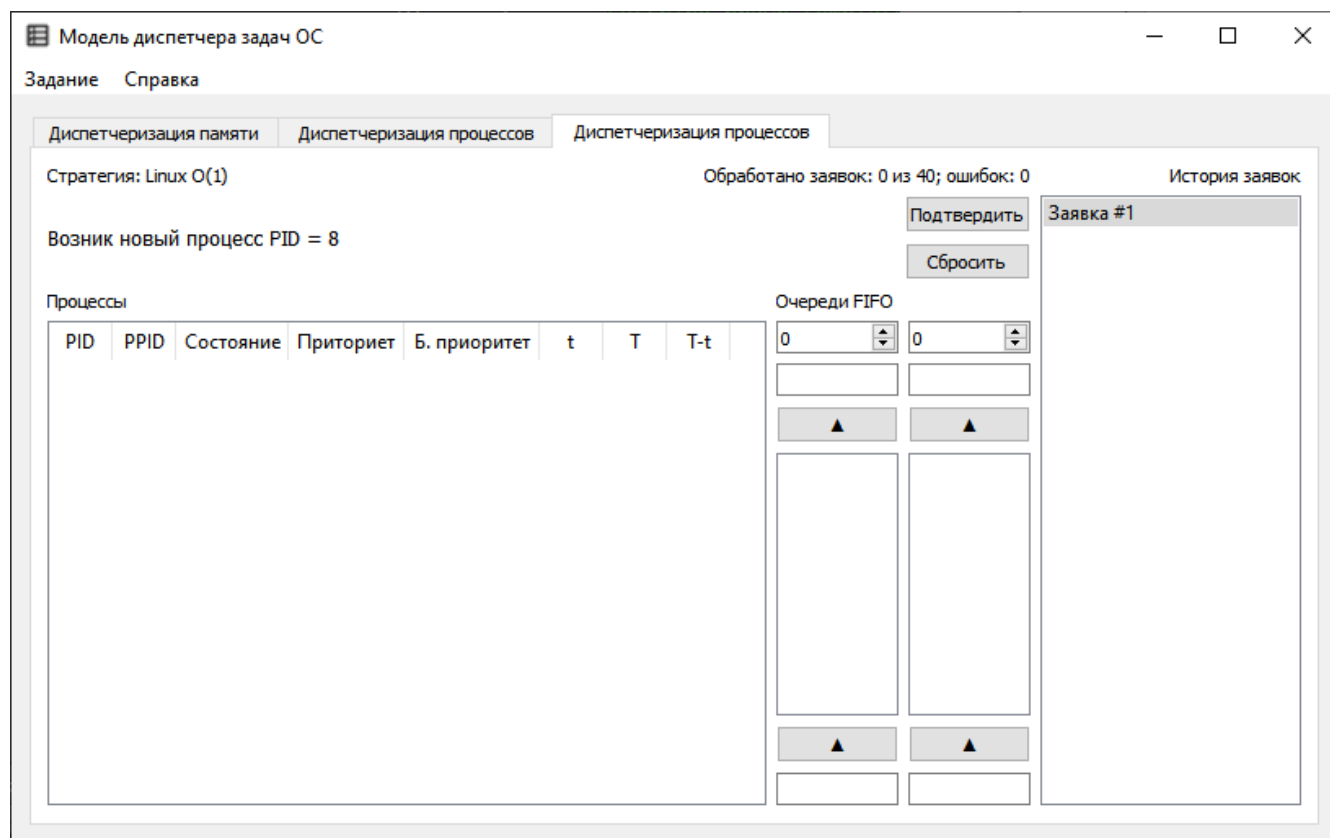 Модель диспетчера задач ОС
Задание Справка
Диспетчеризация памяти Диспетчеризация процессов Диспетчеризация процессов
Стратегия: Linux O(1) Обработано заявок: 0 из 40; ошибок: 0 История заявок
Подтвердить Заявка #1
Возник новый процесс PID = 8
Сбросить
Процессы Очереди FIFO
PID PPID Состояние Приториет Б. приоритет t T T-t 0 0
▲ ▲
▲ ▲